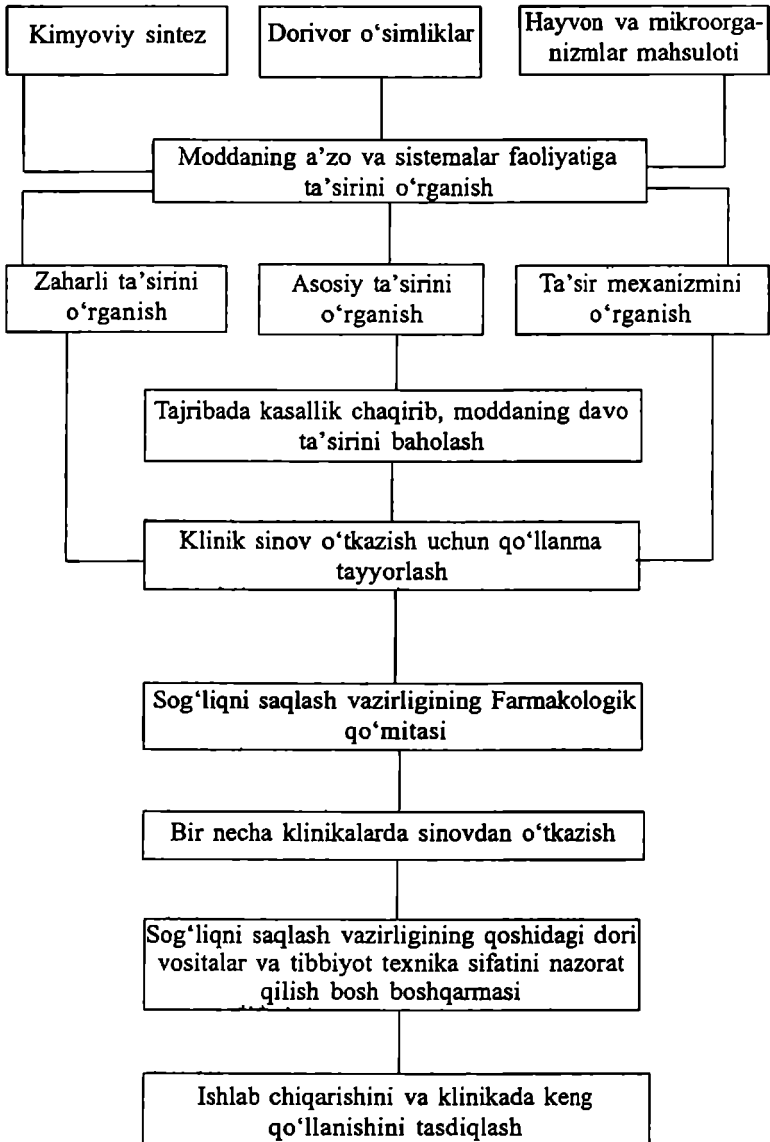 Kimyoviy sintez
Dorivor o‘simliklar
Hayvon va mikroorga-
nizmlar mahsuloti
Moddaning a’zo va sistemalar faoliyatiga
ta’sirini o‘rganish
Zaharli ta’sirini
o‘rganish
Asosiy ta’sirini
o‘rganish
Ta’sir mexanizmini
o‘rganish
Tajribada kasallik chaqirib, moddaning davo
ta’sirini baholash
Klinik sinov o‘tkazish uchun qo‘llanma
tayyorlash
Sog‘liqni saqlash vazirligining Farmakologik
qo‘mitasi
Bir necha klinikalarda sinovdan o‘tkazish
Sog‘liqni saqlash vazirligining qoshidagi dori
vositalar va tibbiyot texnika sifatini nazorat
qilish bosh boshqarmasi
Ishlab chiqarishini va klinikada keng
qo‘llanishini tasdiqlash